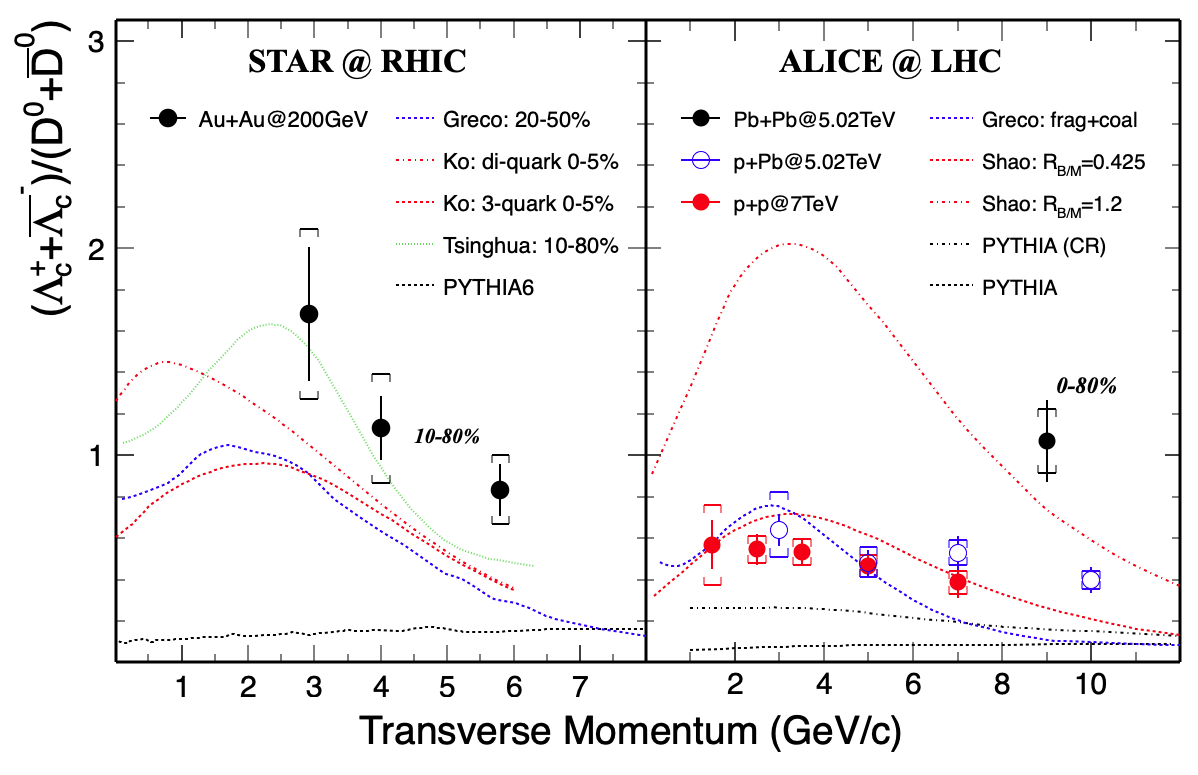 (Λc⁺+Λ̅c⁻)/(D⁰+D̅⁰)
3
2
1
STAR @ RHIC
Au+Au@200GeV
Greco: 20-50%
Ko: di-quark 0-5%
Ko: 3-quark 0-5%
Tsinghua: 10-80%
PYTHIA6
10-80%
1 2 3 4 5 6 7
ALICE @ LHC
Pb+Pb@5.02TeV
p+Pb@5.02TeV
p+p@7TeV
Greco: frag+coal
Shao: R_B/M=0.425
Shao: R_B/M=1.2
PYTHIA (CR)
PYTHIA
0-80%
2 4 6 8 10
Transverse Momentum (GeV/c)